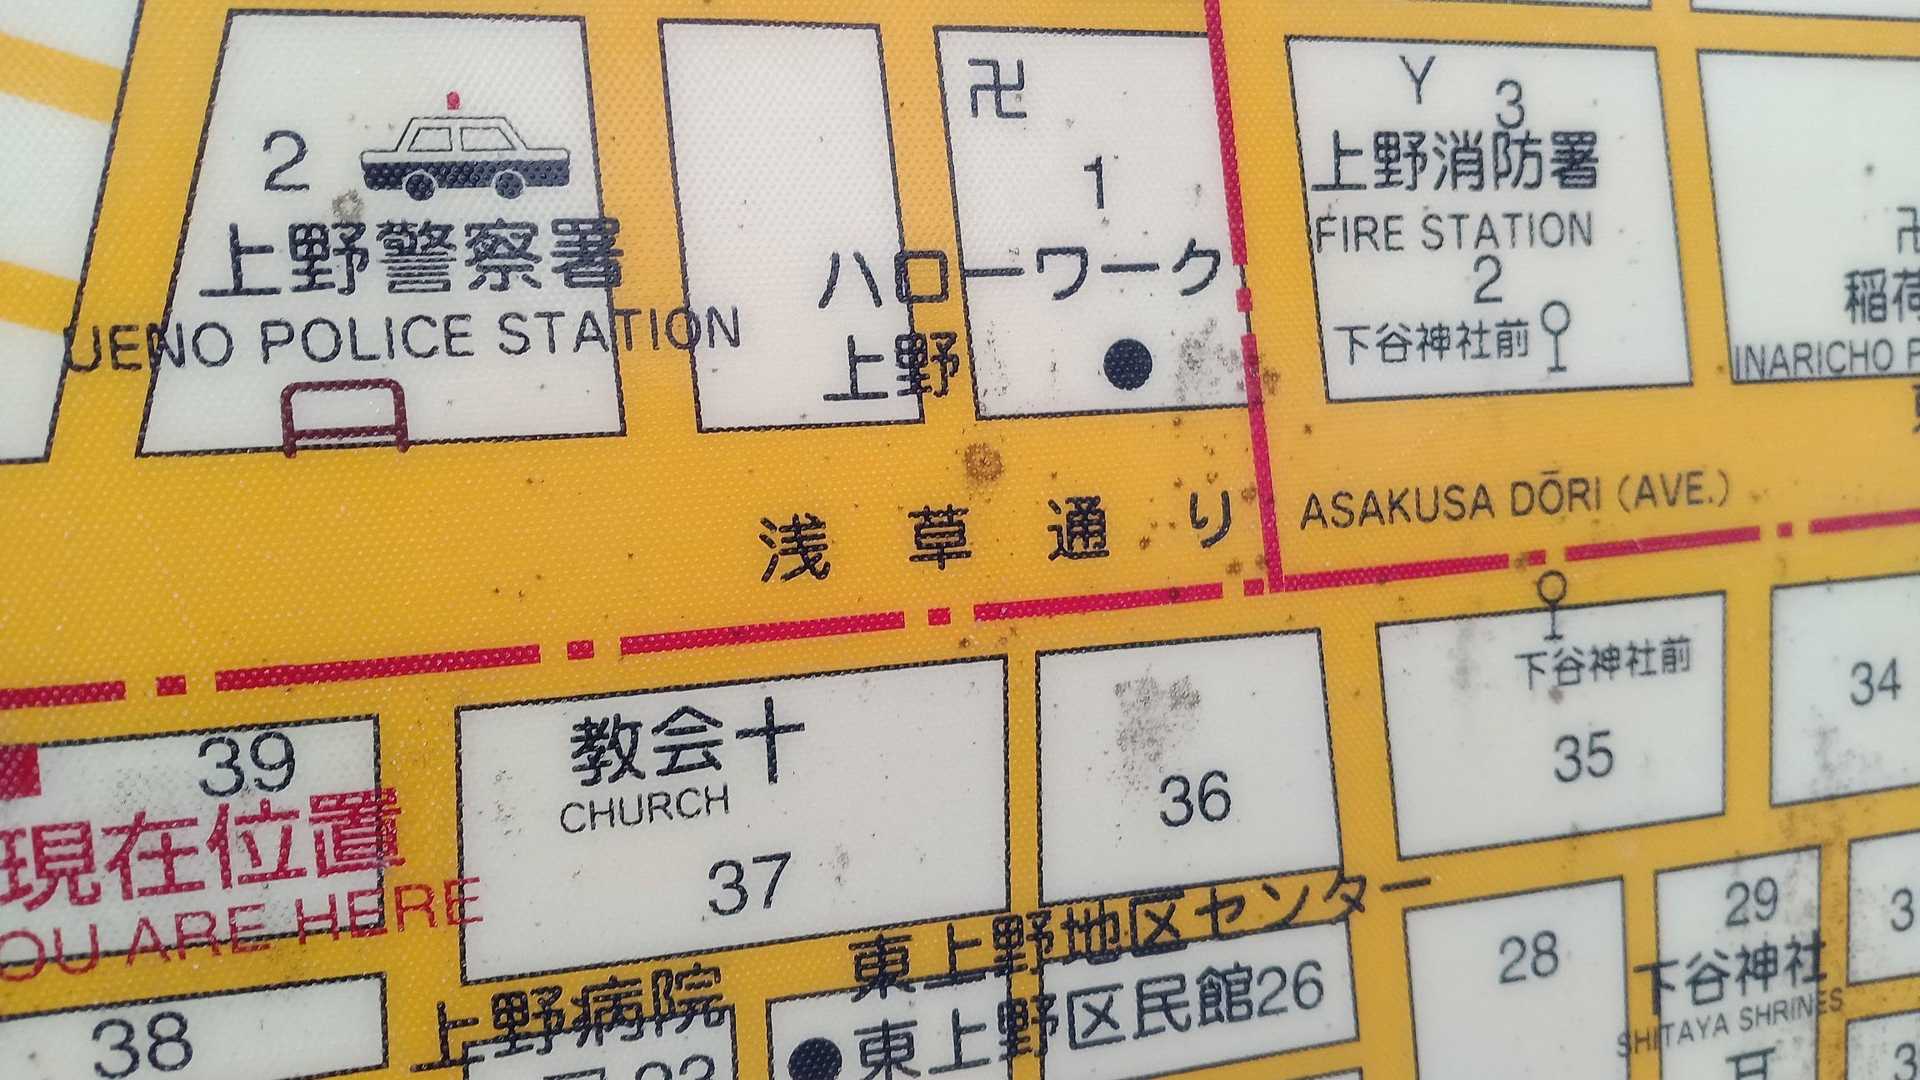 卍
Y
3
2
上野警察署
UENO POLICE STATION
1
ハローワーク
上野
上野消防署
FIRE STATION
2
下谷神社前
卍
稲荷
INARICHO P
浅草通り
ASAKUSA DŌRI (AVE.)
下谷神社前
39
現在位置
OU ARE HERE
教会
CHURCH
37
36
35
34
東上野地区センター
28
29
下谷神社
SHITAYA SHRINES
3
38
上野病院
23
東上野区民館26
3